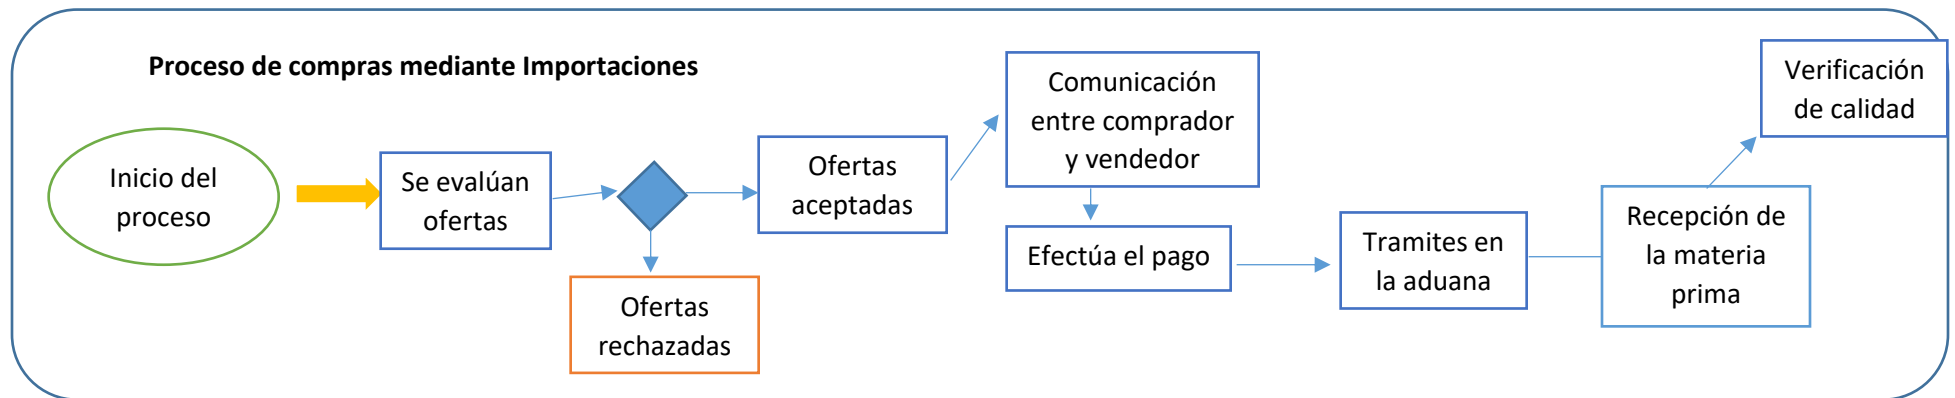 Proceso de compras mediante Importaciones
Inicio del
proceso
Se evalúan
ofertas
Ofertas
aceptadas
Ofertas
rechazadas
Comunicación
entre comprador
y vendedor
Efectúa el pago
Tramites en
la aduana
Recepción de
la materia
prima
Verificación
de calidad